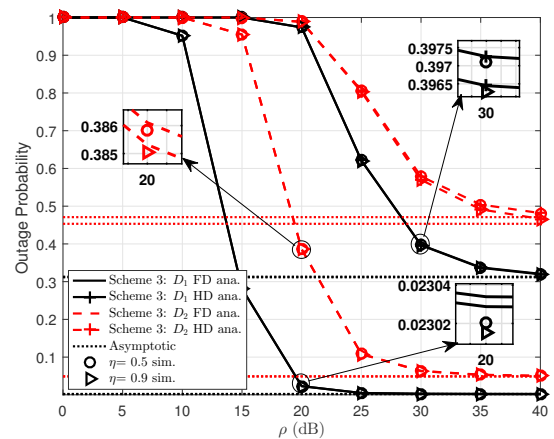 1
0.9
0.8
0.7
0.6
0.5
0.4
0.3
0.2
0.1
Outage Probability
0.3975
0.397
0.3965
30
0.386
0.385
20
0.02304
0.02302
20
Scheme 3: D1 FD ana.
Scheme 3: D1 HD ana.
Scheme 3: D2 FD ana.
Scheme 3: D2 HD ana.
Asymptotic
η= 0.5 sim.
η= 0.9 sim.
0 5 10 15 20 25 30 35 40
ρ (dB)